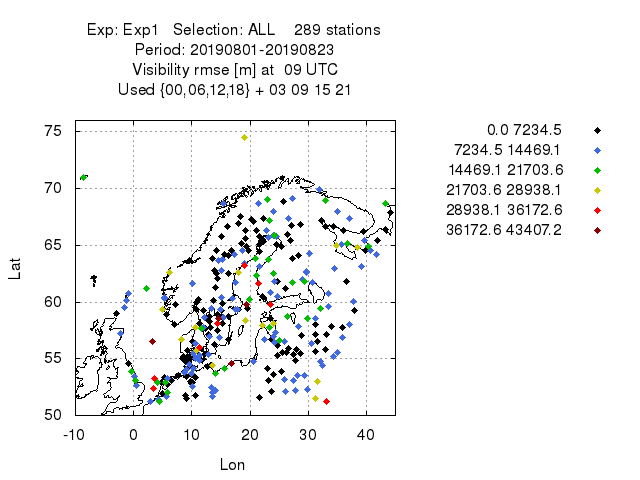 Exp: Exp1 Selection: ALL 289 stations
Period: 20190801-20190823
Visibility rmse [m] at 09 UTC
Used {00,06,12,18} + 03 09 15 21
0.0 7234.5
7234.5 14469.1
14469.1 21703.6
21703.6 28938.1
28938.1 36172.6
36172.6 43407.2
75
70
65
60
55
50
Lat
-10 0 10 20 30 40
Lon